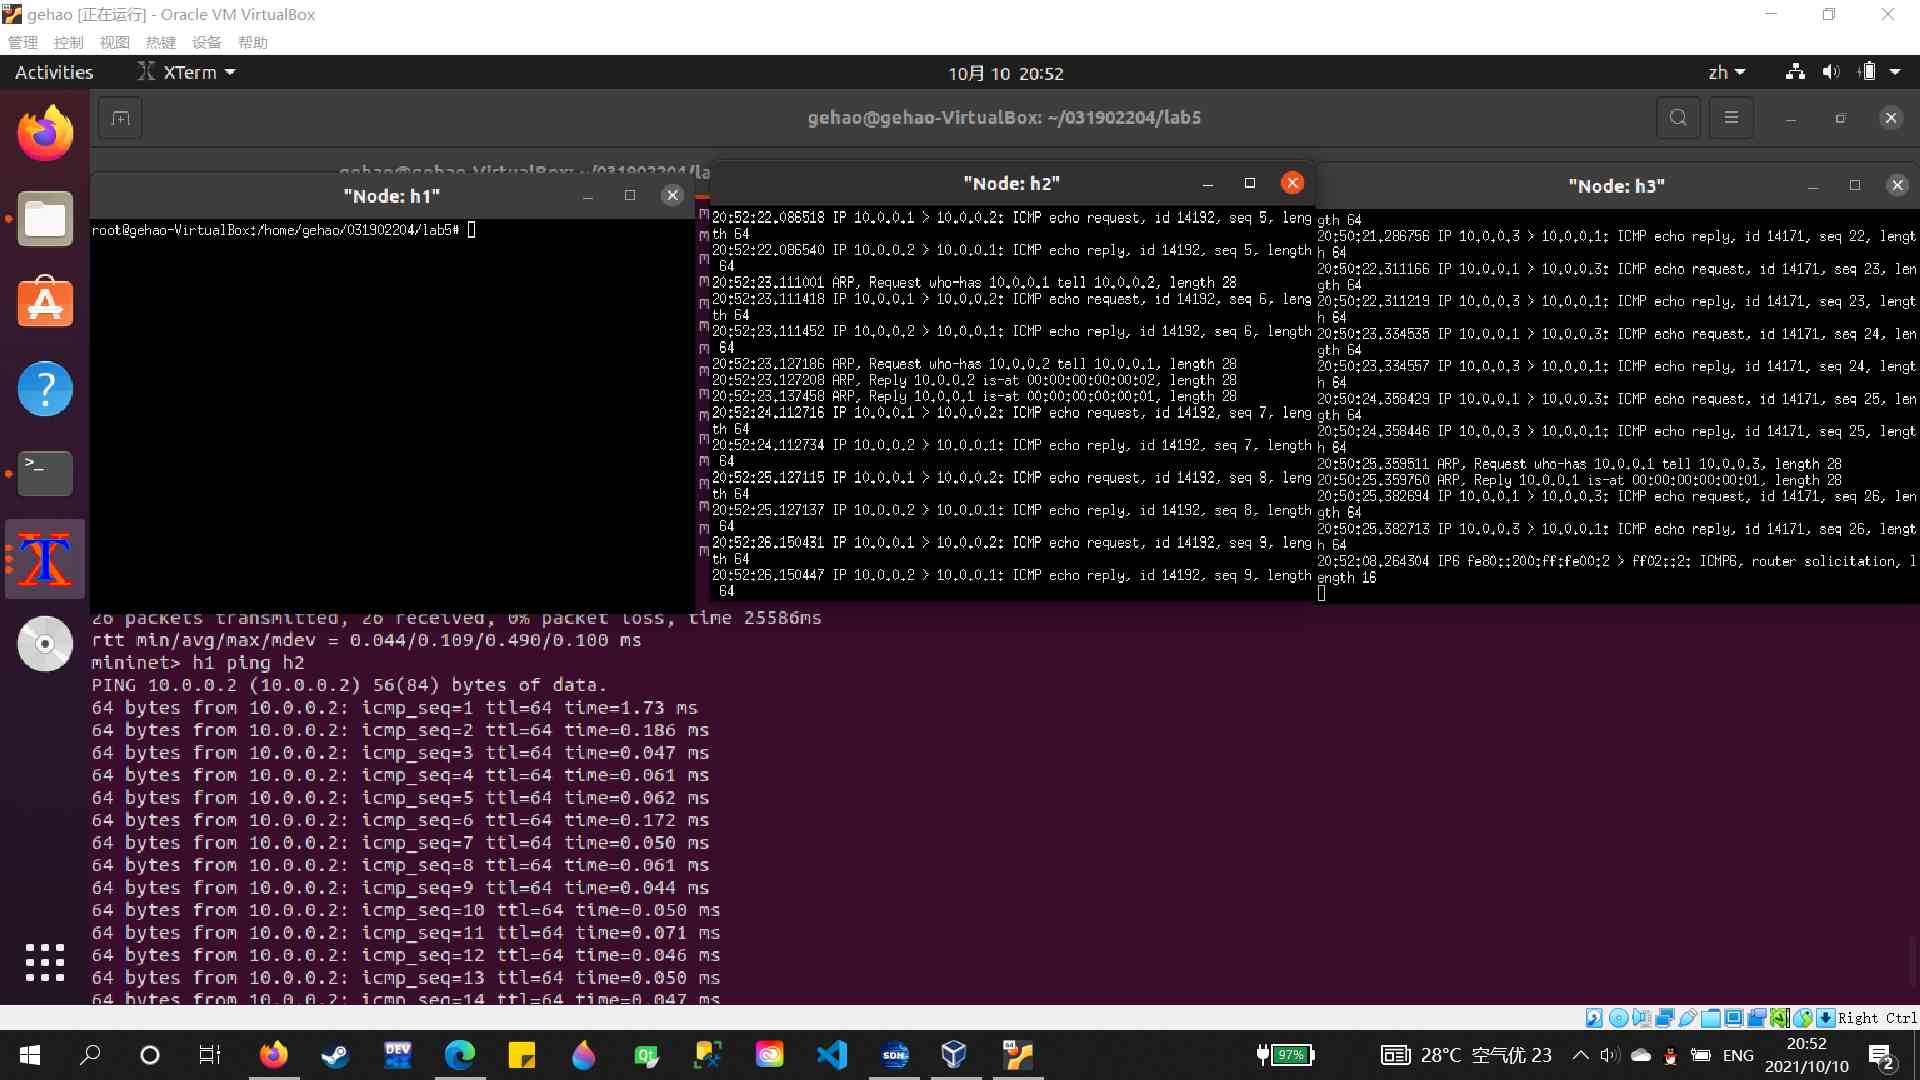 gehao [正在运行] - Oracle VM VirtualBox
管理 控制 视图 热键 设备 帮助
Activities XTerm 10月 10 20:52 zh
gehao@gehao-VirtualBox: ~/031902204/lab5
gehao@gehao-VirtualBox: ~/031902204/la
"Node: h1"
root@gehao-VirtualBox:/home/gehao/031902204/lab5#
"Node: h2"
20:52:22.086518 IP 10.0.0.1 > 10.0.0.2: ICMP echo request, id 14192, seq 5, leng
th 64
20:52:22.086540 IP 10.0.0.2 > 10.0.0.1: ICMP echo reply, id 14192, seq 5, length
64
20:52:23.111001 ARP, Request who-has 10.0.0.1 tell 10.0.0.2, length 28
20:52:23.111418 IP 10.0.0.1 > 10.0.0.2: ICMP echo request, id 14192, seq 6, leng
th 64
20:52:23.111452 IP 10.0.0.2 > 10.0.0.1: ICMP echo reply, id 14192, seq 6, length
64
20:52:23.127186 ARP, Request who-has 10.0.0.2 tell 10.0.0.1, length 28
20:52:23.127208 ARP, Reply 10.0.0.2 is-at 00:00:00:00:00:02, length 28
20:52:23.137458 ARP, Reply 10.0.0.1 is-at 00:00:00:00:00:01, length 28
20:52:24.112716 IP 10.0.0.1 > 10.0.0.2: ICMP echo request, id 14192, seq 7, leng
th 64
20:52:24.112734 IP 10.0.0.2 > 10.0.0.1: ICMP echo reply, id 14192, seq 7, length
64
20:52:25.127115 IP 10.0.0.1 > 10.0.0.2: ICMP echo request, id 14192, seq 8, leng
th 64
20:52:25.127137 IP 10.0.0.2 > 10.0.0.1: ICMP echo reply, id 14192, seq 8, length
64
20:52:26.150431 IP 10.0.0.1 > 10.0.0.2: ICMP echo request, id 14192, seq 9, leng
th 64
20:52:26.150447 IP 10.0.0.2 > 10.0.0.1: ICMP echo reply, id 14192, seq 9, length
64
"Node: h3"
gth 64
20:50:21.286756 IP 10.0.0.3 > 10.0.0.1: ICMP echo reply, id 14171, seq 22, lengt
h 64
20:50:22.311166 IP 10.0.0.1 > 10.0.0.3: ICMP echo request, id 14171, seq 23, len
gth 64
20:50:22.311219 IP 10.0.0.3 > 10.0.0.1: ICMP echo reply, id 14171, seq 23, lengt
h 64
20:50:23.334535 IP 10.0.0.1 > 10.0.0.3: ICMP echo request, id 14171, seq 24, len
gth 64
20:50:23.334557 IP 10.0.0.3 > 10.0.0.1: ICMP echo reply, id 14171, seq 24, lengt
h 64
20:50:24.358429 IP 10.0.0.1 > 10.0.0.3: ICMP echo request, id 14171, seq 25, len
gth 64
20:50:24.358446 IP 10.0.0.3 > 10.0.0.1: ICMP echo reply, id 14171, seq 25, lengt
h 64
20:50:25.359511 ARP, Request who-has 10.0.0.1 tell 10.0.0.3, length 28
20:50:25.359760 ARP, Reply 10.0.0.1 is-at 00:00:00:00:00:01, length 28
20:50:25.382694 IP 10.0.0.1 > 10.0.0.3: ICMP echo request, id 14171, seq 26, len
gth 64
20:50:25.382713 IP 10.0.0.3 > 10.0.0.1: ICMP echo reply, id 14171, seq 26, lengt
h 64
20:52:08.264304 IP6 fe80::200:ff:fe00:2 > ff02::2: ICMP6, router solicitation, l
ength 16
26 packets transmitted, 26 received, 0% packet loss, time 25586ms
rtt min/avg/max/mdev = 0.044/0.109/0.490/0.100 ms
mininet> h1 ping h2
PING 10.0.0.2 (10.0.0.2) 56(84) bytes of data.
64 bytes from 10.0.0.2: icmp_seq=1 ttl=64 time=1.73 ms
64 bytes from 10.0.0.2: icmp_seq=2 ttl=64 time=0.186 ms
64 bytes from 10.0.0.2: icmp_seq=3 ttl=64 time=0.047 ms
64 bytes from 10.0.0.2: icmp_seq=4 ttl=64 time=0.061 ms
64 bytes from 10.0.0.2: icmp_seq=5 ttl=64 time=0.062 ms
64 bytes from 10.0.0.2: icmp_seq=6 ttl=64 time=0.172 ms
64 bytes from 10.0.0.2: icmp_seq=7 ttl=64 time=0.050 ms
64 bytes from 10.0.0.2: icmp_seq=8 ttl=64 time=0.061 ms
64 bytes from 10.0.0.2: icmp_seq=9 ttl=64 time=0.044 ms
64 bytes from 10.0.0.2: icmp_seq=10 ttl=64 time=0.050 ms
64 bytes from 10.0.0.2: icmp_seq=11 ttl=64 time=0.071 ms
64 bytes from 10.0.0.2: icmp_seq=12 ttl=64 time=0.046 ms
64 bytes from 10.0.0.2: icmp_seq=13 ttl=64 time=0.050 ms
64 bytes from 10.0.0.2: icmp_seq=14 ttl=64 time=0.047 ms
Right Ctrl
97% 28°C 空气优 23 ENG 20:52
2021/10/10 2